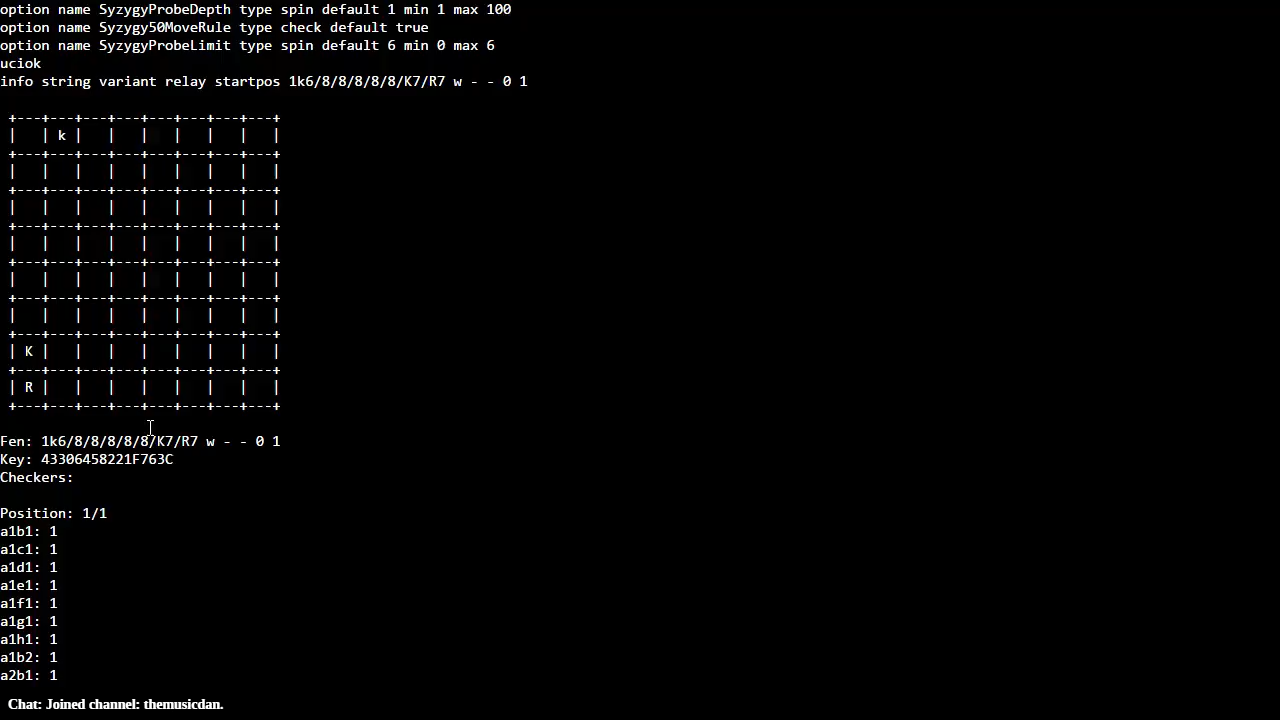 option name SyzygyProbeDepth type spin default 1 min 1 max 100
option name Syzygy50MoveRule type check default true
option name SyzygyProbeLimit type spin default 6 min 0 max 6
uciok
info string variant relay startpos 1k6/8/8/8/8/8/K7/R7 w - - 0 1
+---+---+---+---+---+---+---+---+
|   | k |   |   |   |   |   |   |
+---+---+---+---+---+---+---+---+
|   |   |   |   |   |   |   |   |
+---+---+---+---+---+---+---+---+
|   |   |   |   |   |   |   |   |
+---+---+---+---+---+---+---+---+
|   |   |   |   |   |   |   |   |
+---+---+---+---+---+---+---+---+
|   |   |   |   |   |   |   |   |
+---+---+---+---+---+---+---+---+
|   |   |   |   |   |   |   |   |
+---+---+---+---+---+---+---+---+
| K |   |   |   |   |   |   |   |
+---+---+---+---+---+---+---+---+
| R |   |   |   |   |   |   |   |
+---+---+---+---+---+---+---+---+
Fen: 1k6/8/8/8/8/8/K7/R7 w - - 0 1
Key: 43306458221F763C
Checkers:
Position: 1/1
a1b1: 1
a1c1: 1
a1d1: 1
a1e1: 1
a1f1: 1
a1g1: 1
a1h1: 1
a1b2: 1
a2b1: 1
Chat: Joined channel: themusicdan.